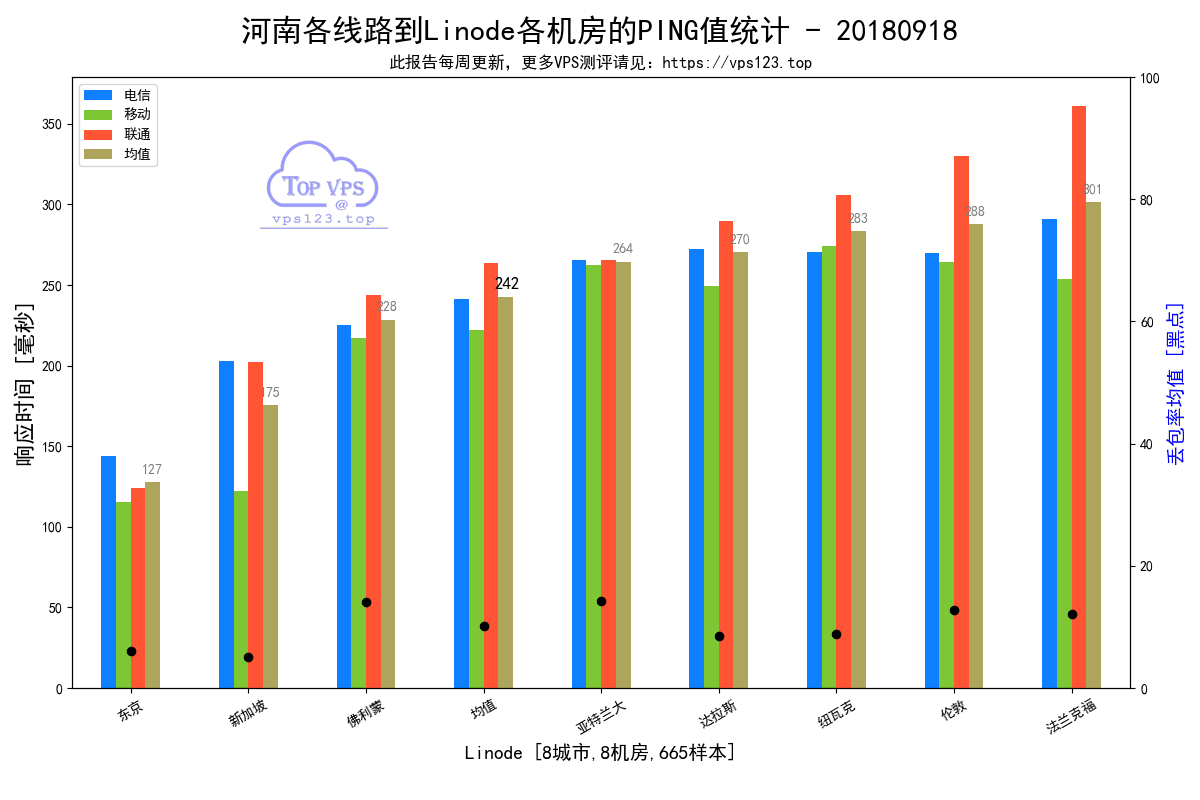 河南各线路到Linode各机房的PING值统计 - 20180918
此报告每周更新，更多VPS测评请见：https://vps123.top
电信
移动
联通
均值
TOP VPS
@
vps123.top
响应时间 [毫秒]
350
300
250
200
150
100
50
0
127
175
228
242
264
270
283
288
301
100
80
60
40
20
0
丢包率均值 [黑点]
东京
新加坡
佛利蒙
均值
亚特兰大
达拉斯
纽瓦克
伦敦
法兰克福
Linode [8城市,8机房,665样本]